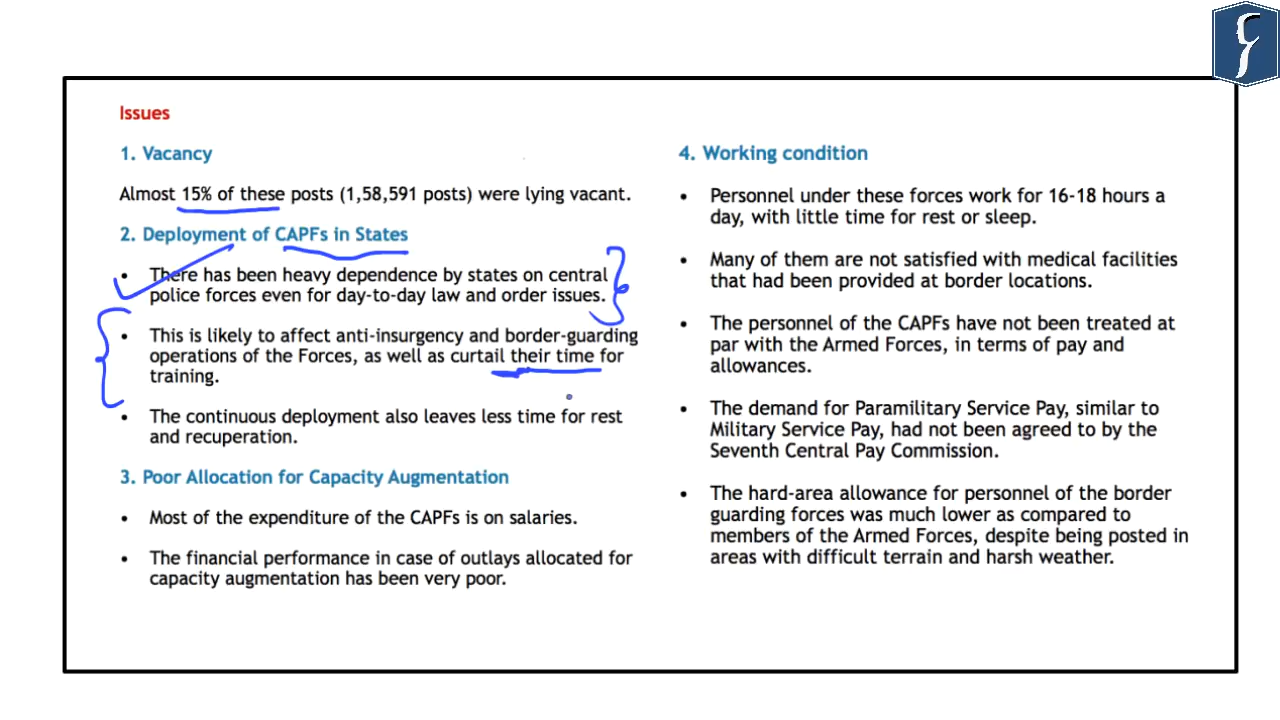 Issues
1. Vacancy
Almost 15% of these posts (1,58,591 posts) were lying vacant.
2. Deployment of CAPFs in States
• There has been heavy dependence by states on central
police forces even for day-to-day law and order issues.
• This is likely to affect anti-insurgency and border-guarding
operations of the Forces, as well as curtail their time for
training.
• The continuous deployment also leaves less time for rest
and recuperation.
3. Poor Allocation for Capacity Augmentation
• Most of the expenditure of the CAPFs is on salaries.
• The financial performance in case of outlays allocated for
capacity augmentation has been very poor.
4. Working condition
• Personnel under these forces work for 16-18 hours a
day, with little time for rest or sleep.
• Many of them are not satisfied with medical facilities
that had been provided at border locations.
• The personnel of the CAPFs have not been treated at
par with the Armed Forces, in terms of pay and
allowances.
• The demand for Paramilitary Service Pay, similar to
Military Service Pay, had not been agreed to by the
Seventh Central Pay Commission.
• The hard-area allowance for personnel of the border
guarding forces was much lower as compared to
members of the Armed Forces, despite being posted in
areas with difficult terrain and harsh weather.